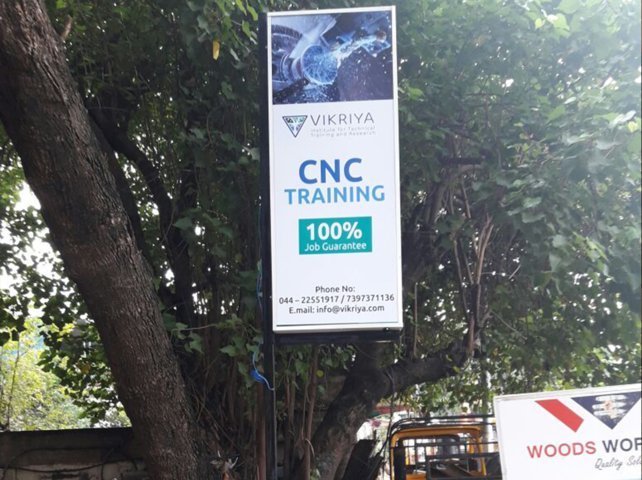 VIKRIYA
Institute for Technical
Training and Research
CNC
TRAINING
100%
Job Guarantee
Phone No:
044 – 22551917 / 7397371136
E.mail: info@vikriya.com
WOODS WOR
Quality Sol